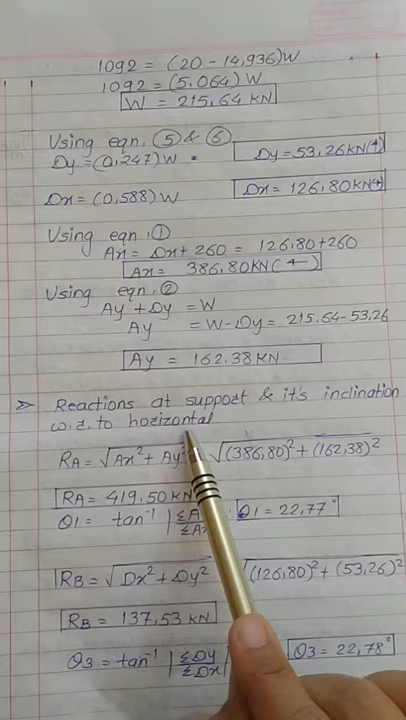 1092 = (20 - 14,936)W
1092 = (5.064) W
W = 215,64 KN
Using eqn. (5) & (6)
Dy = (0,247)W = Dy = 53,26 KN (↑)
Dx = (0,588) W Dx = 126,80 KN
Using eqn (1)
Ax = Dx + 260 = 126,80 + 260
Ax = 386,80 KN (←)
Using eqn. (2)
Ay + Dy = W
Ay = W - Dy = 215.64 - 53,26
Ay = 162.38 KN
➢ Reactions at support & it's inclination
w.r.to horizontal.
RA = √Ax² + Ay² √(386,80)² + (162,38)²
RA = 419.50 KN
θ1 = tan⁻¹ θ1 = 22,77°
RB = √Dx² + Dy² √(126,80)² + (53,26)²
RB = 137,53 KN
θ3 = tan⁻¹ |ΣDy/ΣDx| θ3 = 22,78°